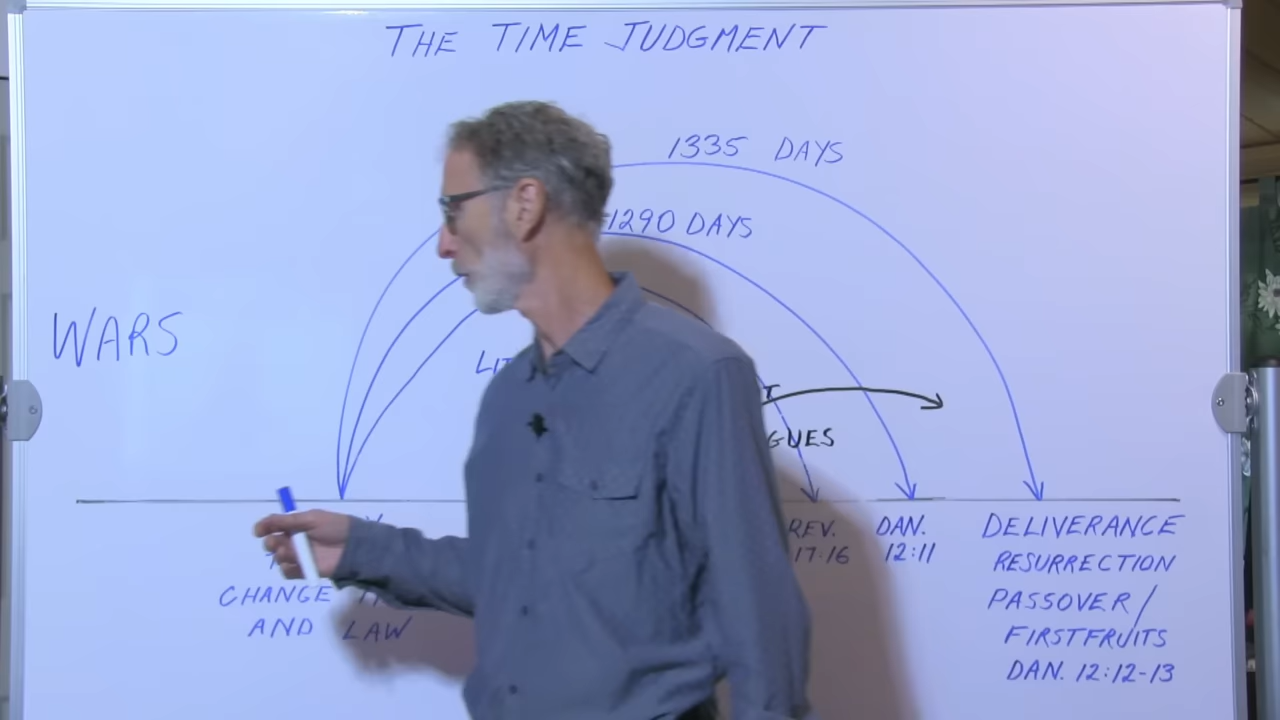 THE TIME JUDGMENT
1335 DAYS
1290 DAYS
WARS
REV.
17:16
DAN.
12:11
DELIVERANCE
RESURRECTION
PASSOVER/
FIRSTFRUITS
DAN. 12:12-13
CHANGE
AND LAW